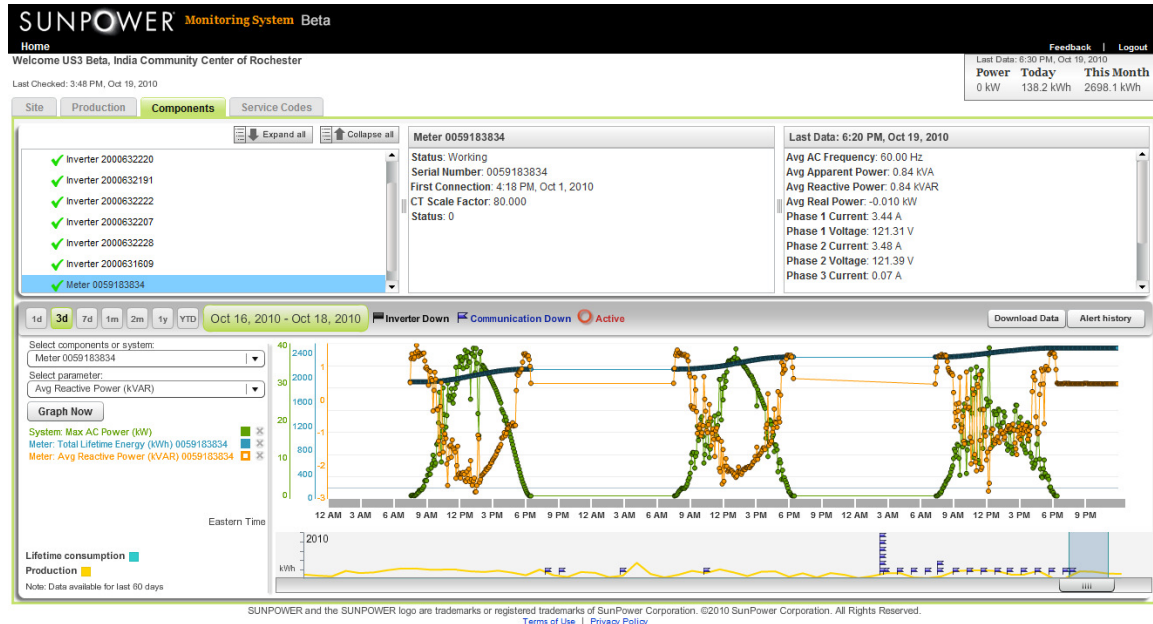 SUNPOWER Monitoring System Beta
Home
Feedback | Logout
Welcome US3 Beta, India Community Center of Rochester
Last Data: 6:30 PM, Oct 19, 2010
Power Today This Month
0 kW 138.2 kWh 2698.1 kWh
Last Checked: 3:48 PM, Oct 19, 2010
Site Production Components Service Codes
Expand all Collapse all
Inverter 2000632220
Inverter 2000632191
Inverter 2000632222
Inverter 2000632207
Inverter 2000632228
Inverter 2000631609
Meter 0059183834
Meter 0059183834
Status: Working
Serial Number: 0059183834
First Connection: 4:18 PM, Oct 1, 2010
CT Scale Factor: 80.000
Status: 0
Last Data: 6:20 PM, Oct 19, 2010
Avg AC Frequency: 60.00 Hz
Avg Apparent Power: 0.84 kVA
Avg Reactive Power: 0.84 kVAR
Avg Real Power: -0.010 kW
Phase 1 Current: 3.44 A
Phase 1 Voltage: 121.31 V
Phase 2 Current: 3.48 A
Phase 2 Voltage: 121.39 V
Phase 3 Current: 0.07 A
1d 3d 7d 1m 2m 1y YTD Oct 16, 2010 - Oct 18, 2010 Inverter Down Communication Down Active
Download Data Alert history
Select components or system:
Meter 0059183834
Select parameter:
Avg Reactive Power (kVAR)
Graph Now
System: Max AC Power (kW)
Meter: Total Lifetime Energy (kWh) 0059183834
Meter: Avg Reactive Power (kVAR) 0059183834
40
30
20
10
0
2400
2000
1600
1200
800
400
0
1
0
-1
-2
-3
12 AM 3 AM 6 AM 9 AM 12 PM 3 PM 6 PM 9 PM 12 AM 3 AM 6 AM 9 AM 12 PM 3 PM 6 PM 9 PM 12 AM 3 AM 6 AM 9 AM 12 PM 3 PM 6 PM 9 PM
Eastern Time
2010
kWh
Lifetime consumption
Production
Note: Data available for last 60 days
SUNPOWER and the SUNPOWER logo are trademarks or registered trademarks of SunPower Corporation. ©2010 SunPower Corporation. All Rights Reserved.
Terms of Use | Privacy Policy